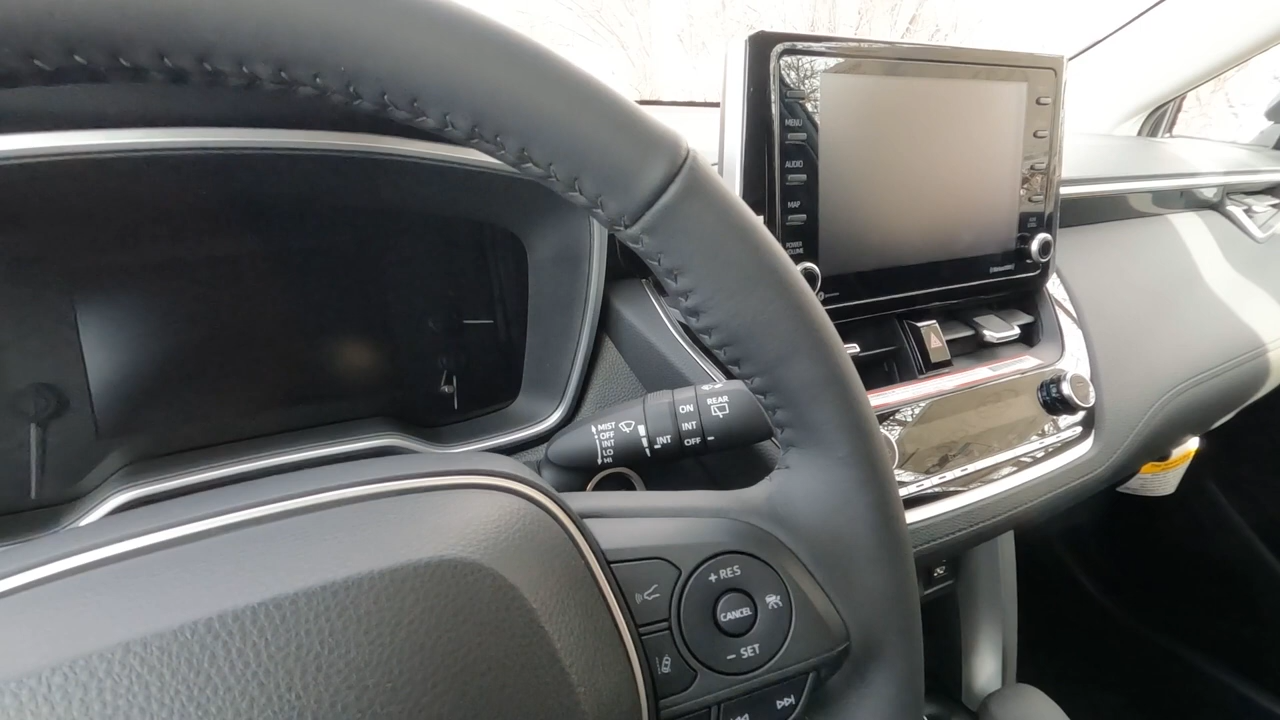 MENU
AUDIO
MAP
POWER
VOLUME
MIST
OFF
INT
LO
HI
INT
ON
INT
OFF
REAR
+ RES
CANCEL
- SET